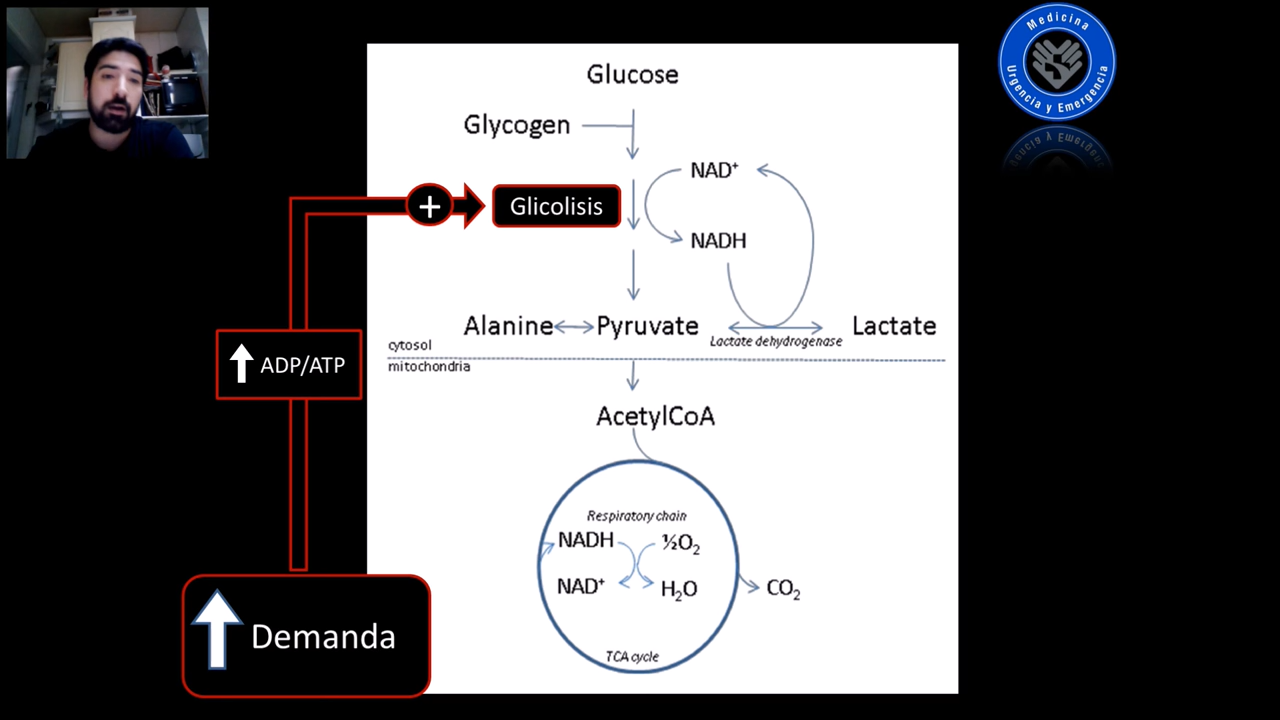 Medicina
Urgencia y Emergencia
Glucose
Glycogen
NAD⁺
+
Glicolisis
NADH
Alanine
Pyruvate
Lactate
Lactate dehydrogenase
cytosol
mitochondria
ADP/ATP
AcetylCoA
Respiratory chain
NADH
½O₂
NAD⁺
H₂O
CO₂
Demanda
TCA cycle